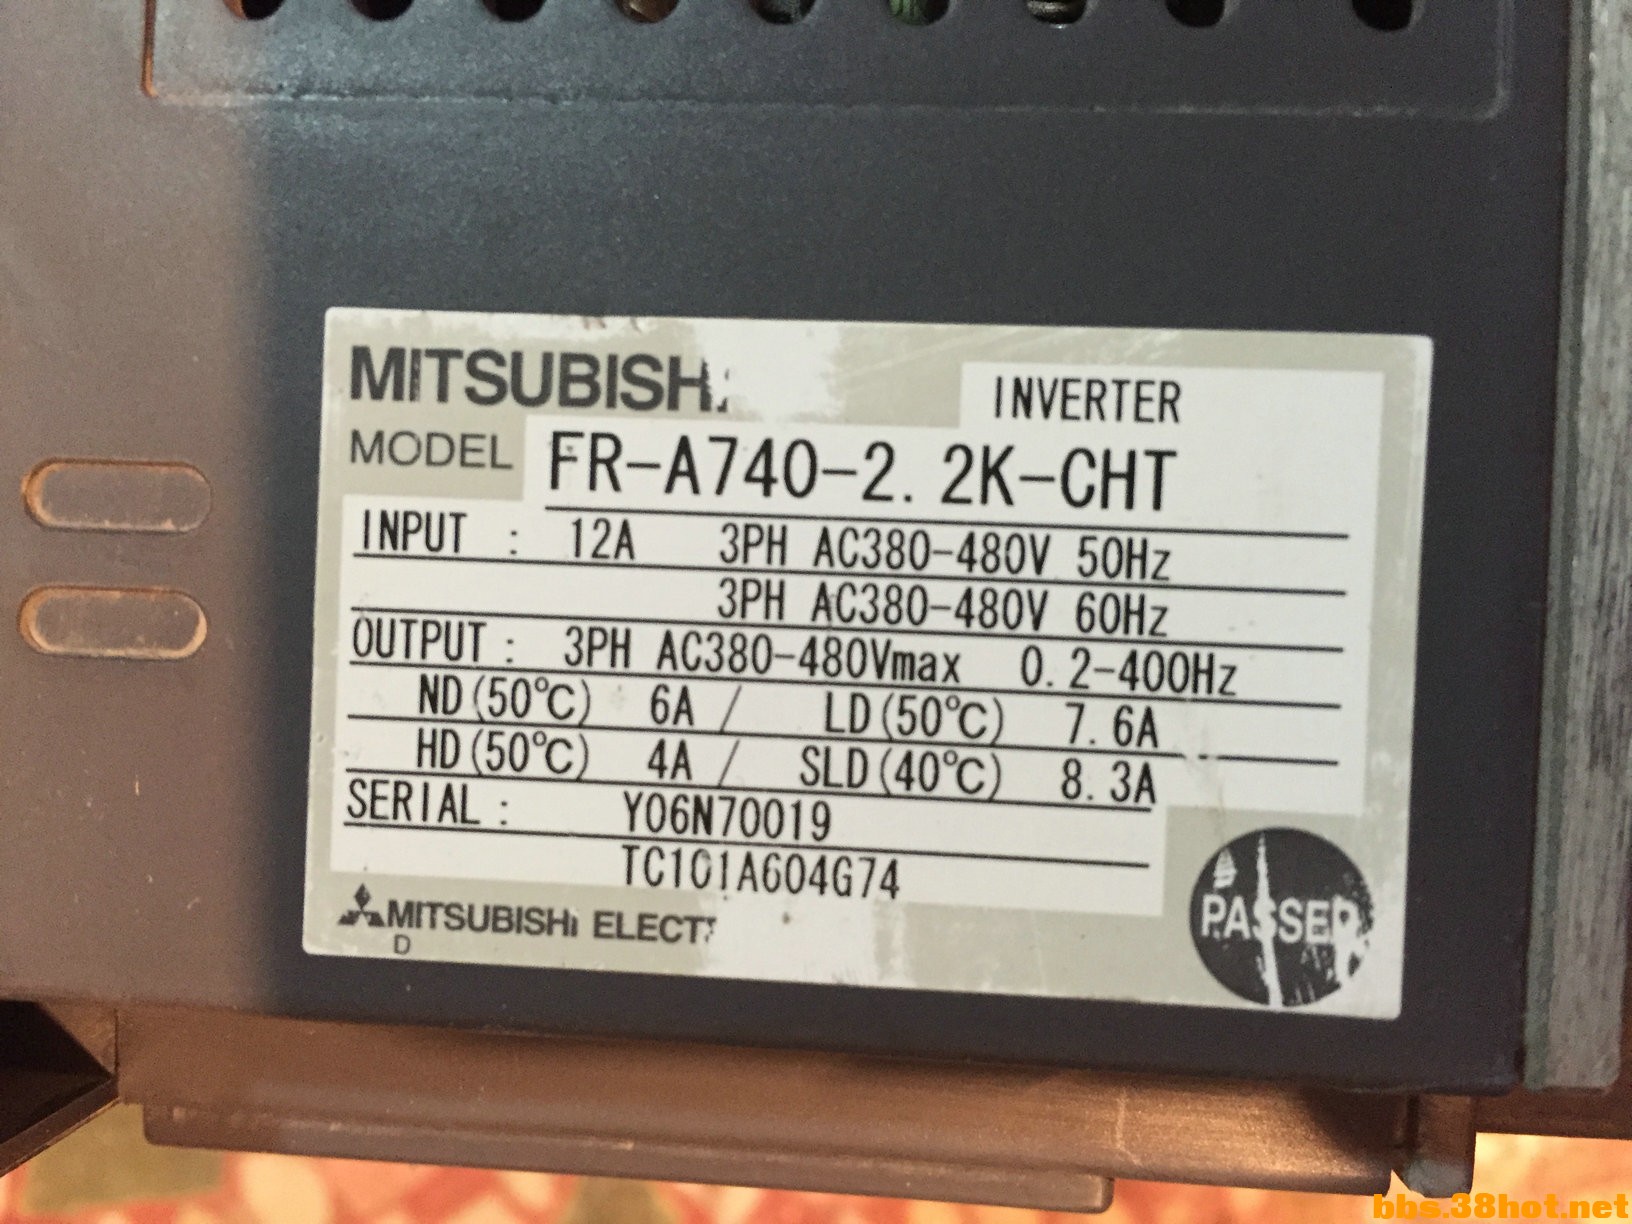 MITSUBISHI
INVERTER
MODEL FR-A740-2.2K-CHT
INPUT : 12A 3PH AC380-480V 50Hz
3PH AC380-480V 60Hz
OUTPUT : 3PH AC380-480Vmax 0.2-400Hz
ND(50℃) 6A / LD(50℃) 7.6A
HD(50℃) 4A / SLD(40℃) 8.3A
SERIAL : Y06N70019
TC101A604G74
MITSUBISHI ELECT
D
PASSED
bbs.38hot.net